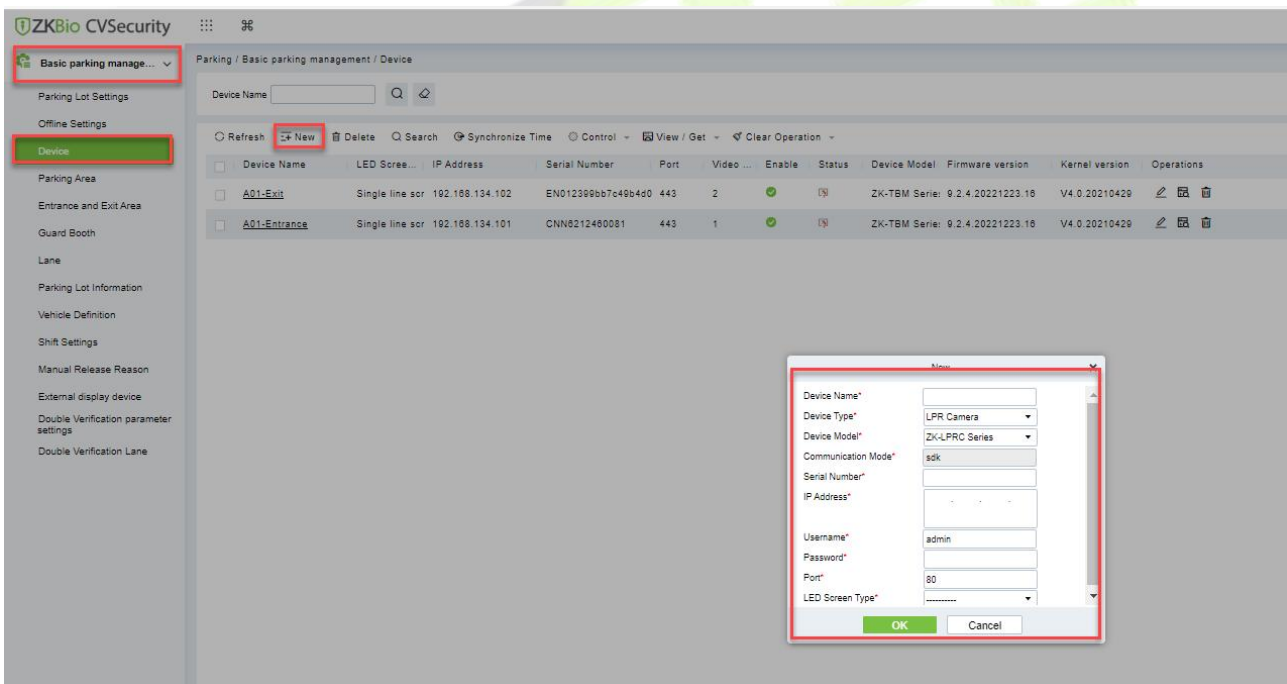 ZKBio CVSecurity
Basic parking manage...
Parking Lot Settings
Offline Settings
Device
Parking Area
Entrance and Exit Area
Guard Booth
Lane
Parking Lot Information
Vehicle Definition
Shift Settings
Manual Release Reason
External display device
Double Verification parameter
settings
Double Verification Lane
Parking / Basic parking management / Device
Device Name
Refresh New Delete Search Synchronize Time Control View / Get Clear Operation
Device Name LED Scree... IP Address Serial Number Port Video ... Enable Status Device Model Firmware version Kernel version Operations
A01-Exit Single line scr 192.168.134.102 EN012399bb7c49b4d0 443 2 ZK-TBM Serie: 9.2.4.20221223.16 V4.0.20210429
A01-Entrance Single line scr 192.168.134.101 CNN6212460081 443 1 ZK-TBM Serie: 9.2.4.20221223.16 V4.0.20210429
New
Device Name*
Device Type* LPR Camera
Device Model* ZK-LPRC Series
Communication Mode* sdk
Serial Number*
IP Address* . . .
Username* admin
Password*
Port* 80
LED Screen Type* ----------
OK Cancel